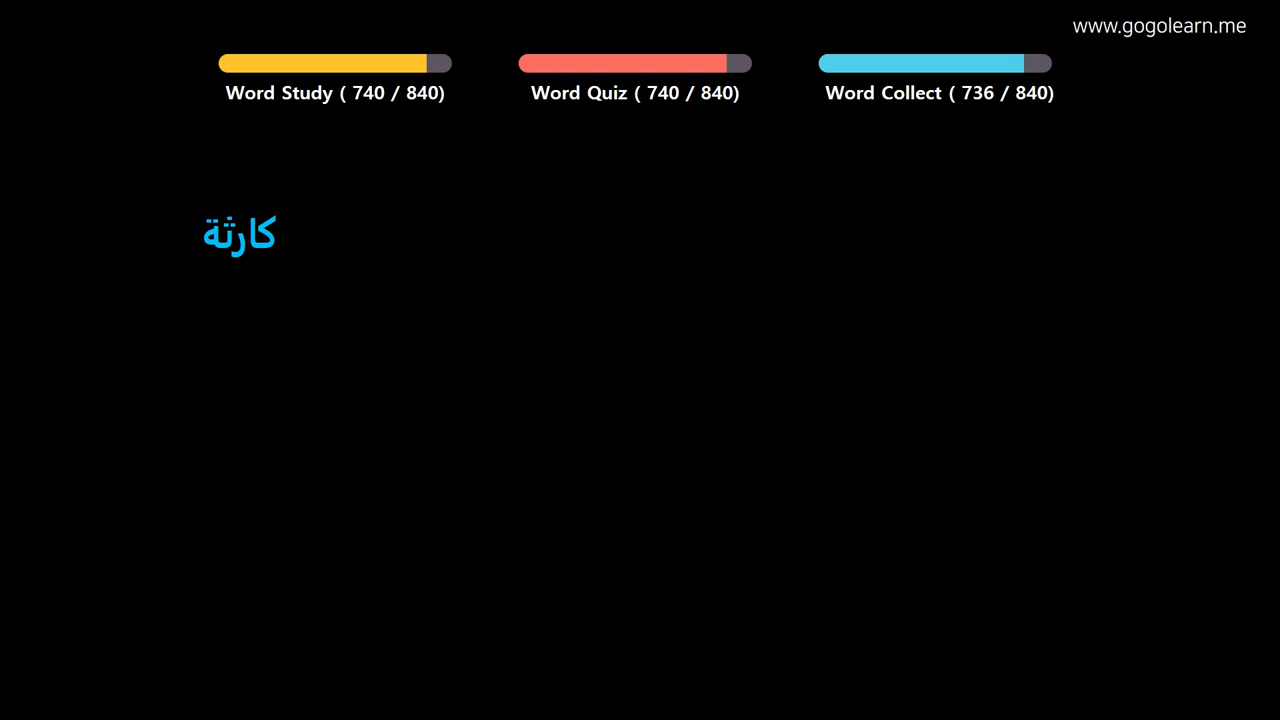 www.gogolearn.me
Word Study ( 740 / 840)
Word Quiz ( 740 / 840)
Word Collect ( 736 / 840)
كارثة